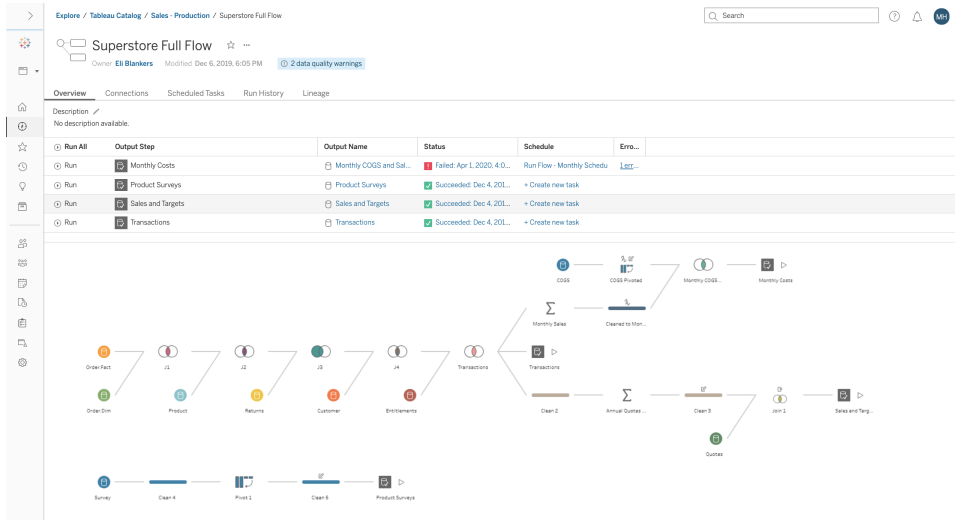 Explore / Tableau Catalog / Sales - Production / Superstore Full Flow
Search
?
MH
Superstore Full Flow
Owner Eli Blankers Modified Dec 6, 2019, 6:05 PM 2 data quality warnings
Overview Connections Scheduled Tasks Run History Lineage
Description
No description available.
Run All Output Step Output Name Status Schedule Erro...
Run Monthly Costs Monthly COGS and Sal... Failed: Apr 1, 2020, 4:0... Run Flow - Monthly Schedu 1 err...
Run Product Surveys Product Surveys Succeeded: Dec 4, 201... + Create new task
Run Sales and Targets Sales and Targets Succeeded: Dec 4, 201... + Create new task
Run Transactions Transactions Succeeded: Dec 4, 201... + Create new task
COGS COGS Pivoted Monthly COGS... Monthly Costs
Monthly Sales Cleaned to Mon...
Order Fact J1 J2 J3 J4 Transactions Transactions
Order Dim Product Returns Customer Entitlements Clean 2 Annual Quotes ... Clean 3 Join 1 Sales and Targ...
Quotes
Survey Clean 4 Pivot 1 Clean 5 Product Surveys